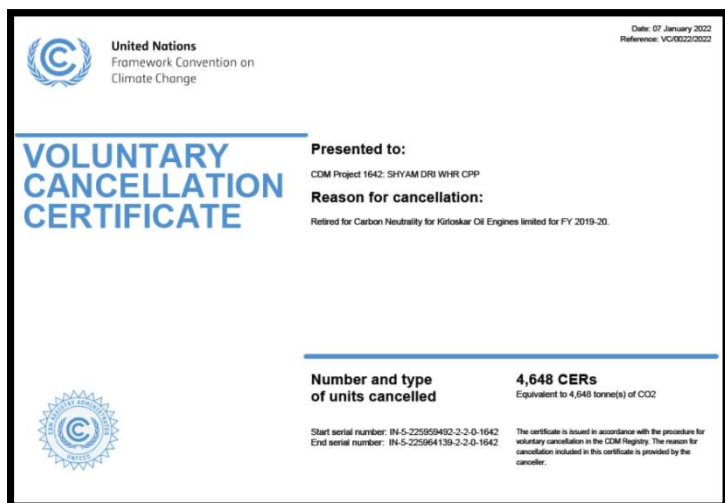 Date: 07 January 2022
Reference: VC/0022/2022
United Nations
Framework Convention on
Climate Change
VOLUNTARY
CANCELLATION
CERTIFICATE
Presented to:
CDM Project 1642: SHYAM DRI WHR CPP
Reason for cancellation:
Retired for Carbon Neutrality for Kirloskar Oil Engines limited for FY 2019-20.
Number and type
of units cancelled
4,648 CERs
Equivalent to 4,648 tonne(s) of CO2
Start serial number: IN-5-225959492-2-2-0-1642
End serial number: IN-5-225964139-2-2-0-1642
The certificate is issued in accordance with the procedure for
voluntary cancellation in the CDM Registry. The reason for
cancellation included in this certificate is provided by the
canceller.
CDM REGISTRY ADMINISTRATOR
UNFCCC